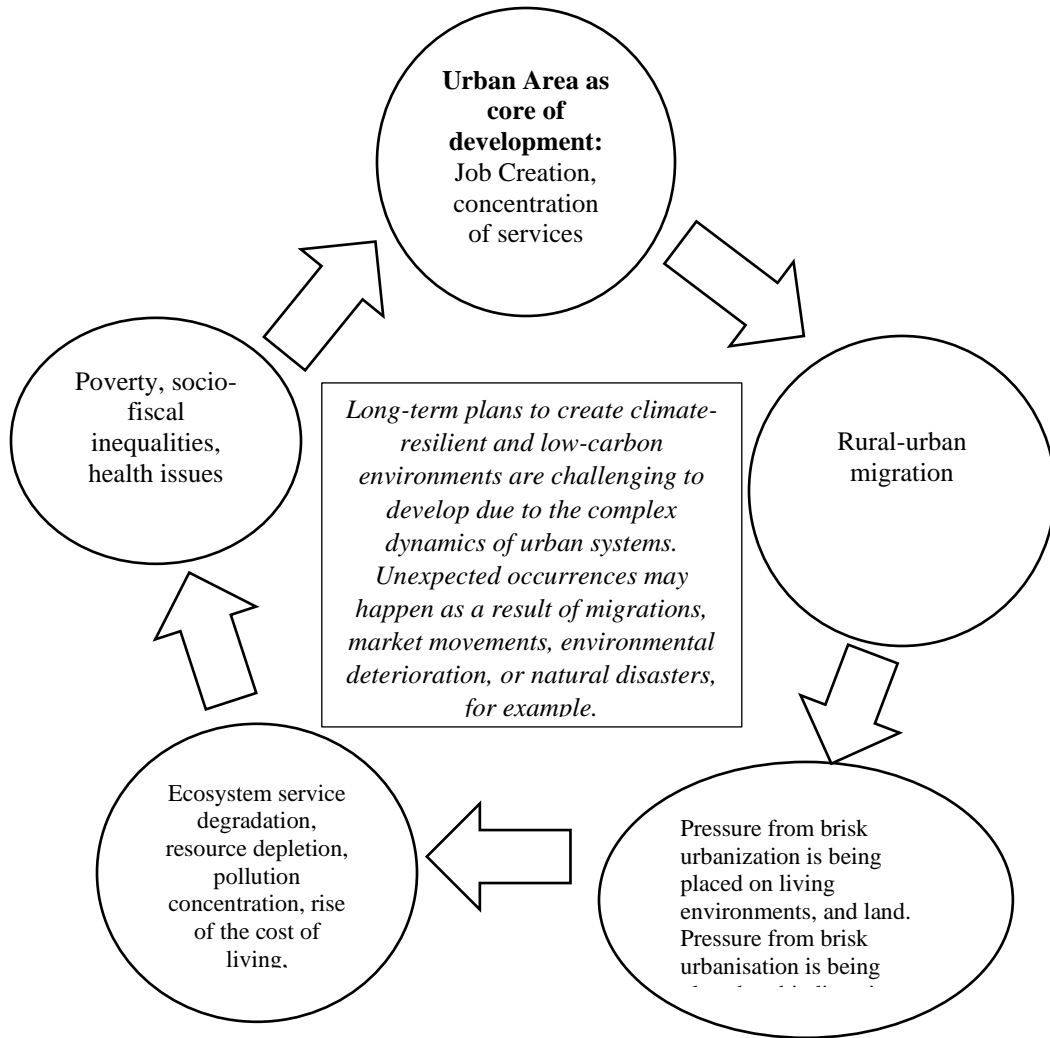 Urban Area as
core of
development:
Job Creation,
concentration
of services
Rural-urban
migration
Pressure from brisk
urbanization is being
placed on living
environments, and land.
Pressure from brisk
urbanisation is being
Ecosystem service
degradation,
resource depletion,
pollution
concentration, rise
of the cost of
living,
Poverty, socio-
fiscal
inequalities,
health issues
Long-term plans to create climate-
resilient and low-carbon
environments are challenging to
develop due to the complex
dynamics of urban systems.
Unexpected occurrences may
happen as a result of migrations,
market movements, environmental
deterioration, or natural disasters,
for example.